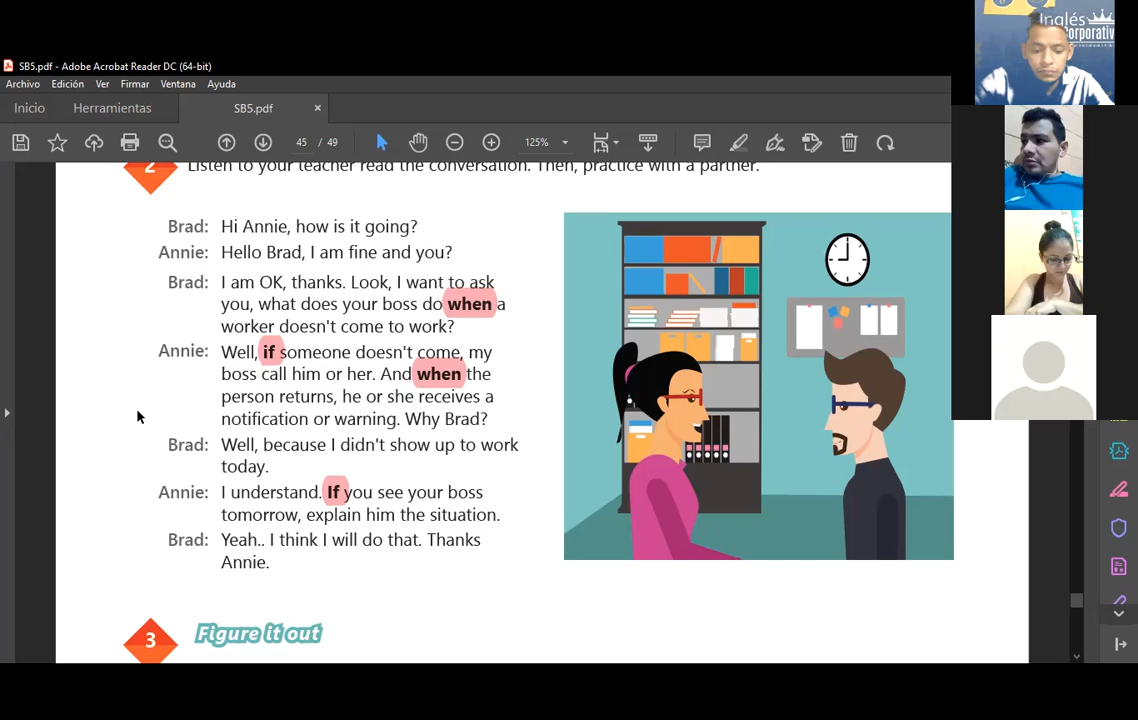 Inglés
Corporativ
SB5.pdf - Adobe Acrobat Reader DC (64-bit)
Archivo Edición Ver Firmar Ventana Ayuda
Inicio Herramientas SB5.pdf ×
45 / 49 125%
2 Listen to your teacher read the conversation. Then, practice with a partner.
Brad: Hi Annie, how is it going?
Annie: Hello Brad, I am fine and you?
Brad: I am OK, thanks. Look, I want to ask
you, what does your boss do when a
worker doesn't come to work?
Annie: Well, if someone doesn't come, my
boss call him or her. And when the
person returns, he or she receives a
notification or warning. Why Brad?
Brad: Well, because I didn't show up to work
today.
Annie: I understand. If you see your boss
tomorrow, explain him the situation.
Brad: Yeah.. I think I will do that. Thanks
Annie.
3 Figure it out